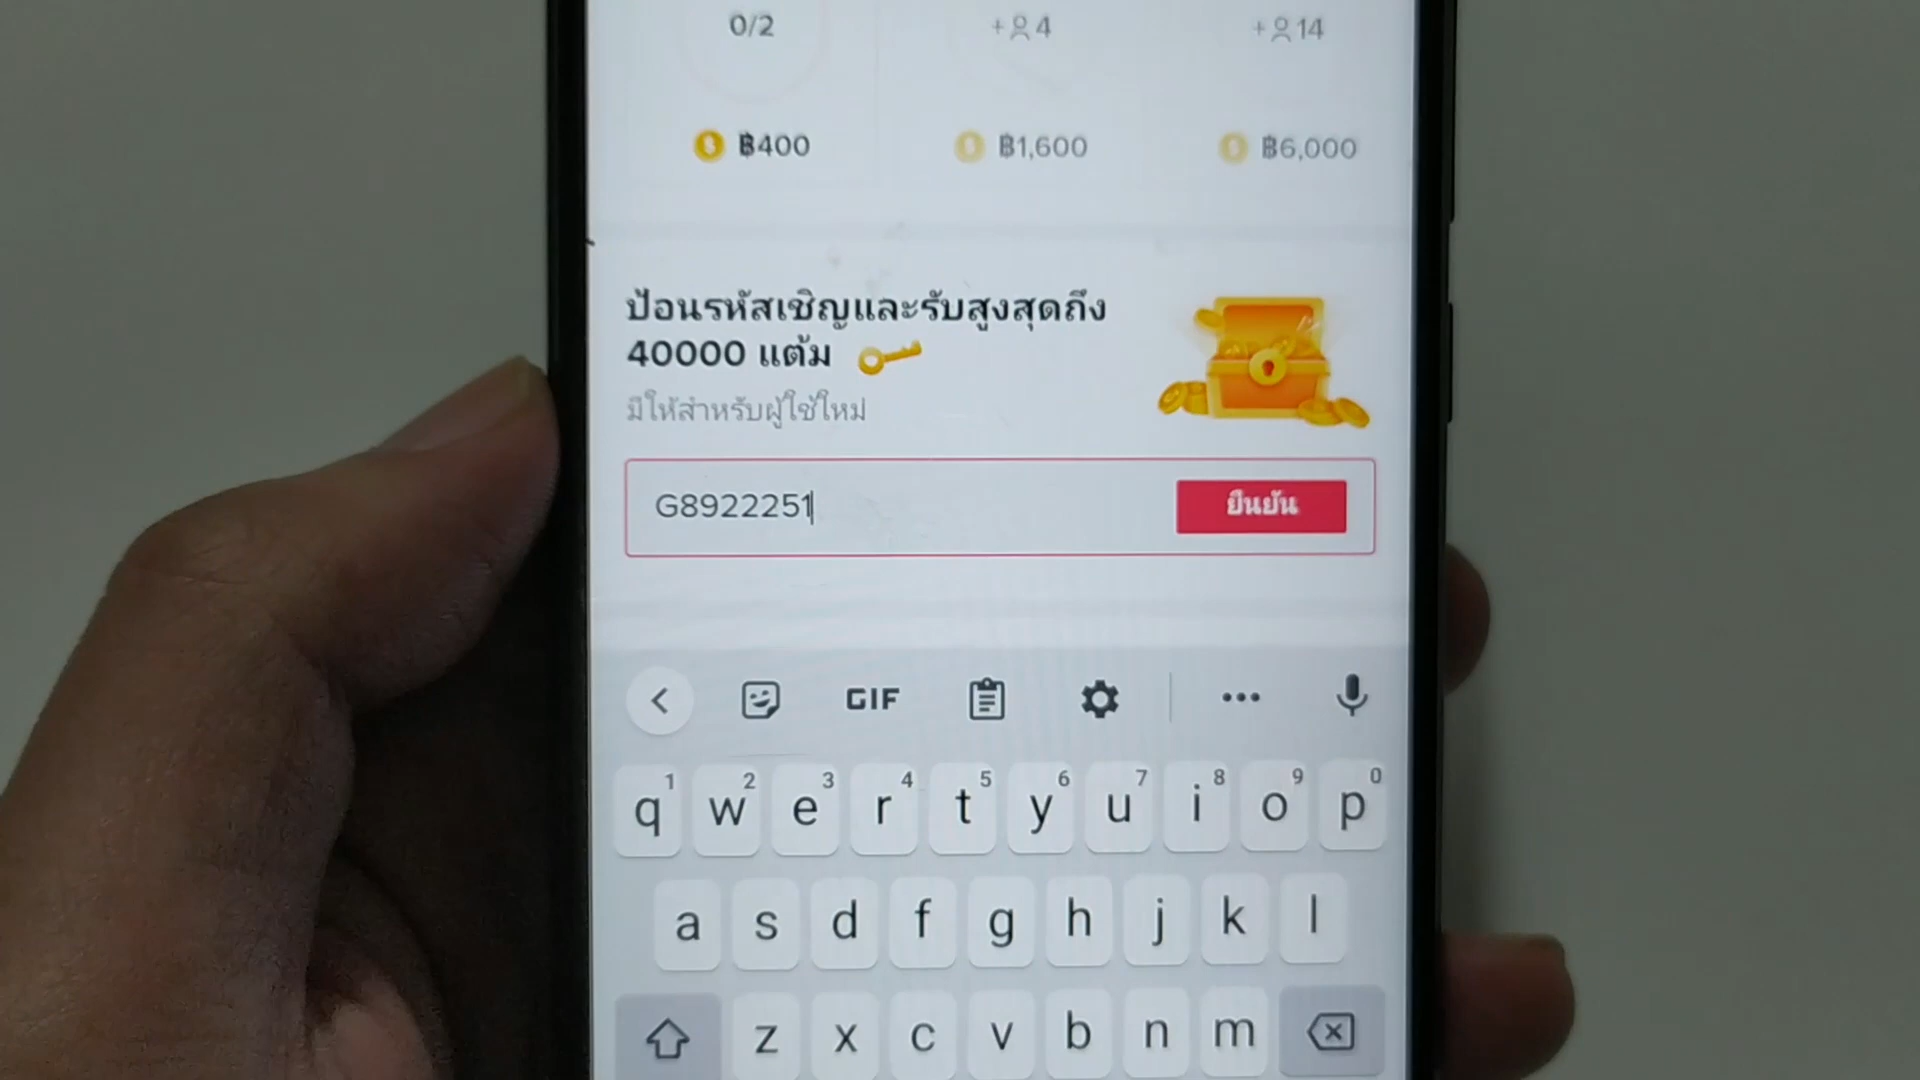 0/2
+ 4
+ 14
฿400
฿1,600
฿6,000
ป้อนรหัสเชิญและรับสูงสุดถึง
40000 แต้ม
มีให้สำหรับผู้ใช้ใหม่
G8922251
ยืนยัน
GIF
1 2 3 4 5 6 7 8 9 0
q w e r t y u i o p
a s d f g h j k l
z x c v b n m